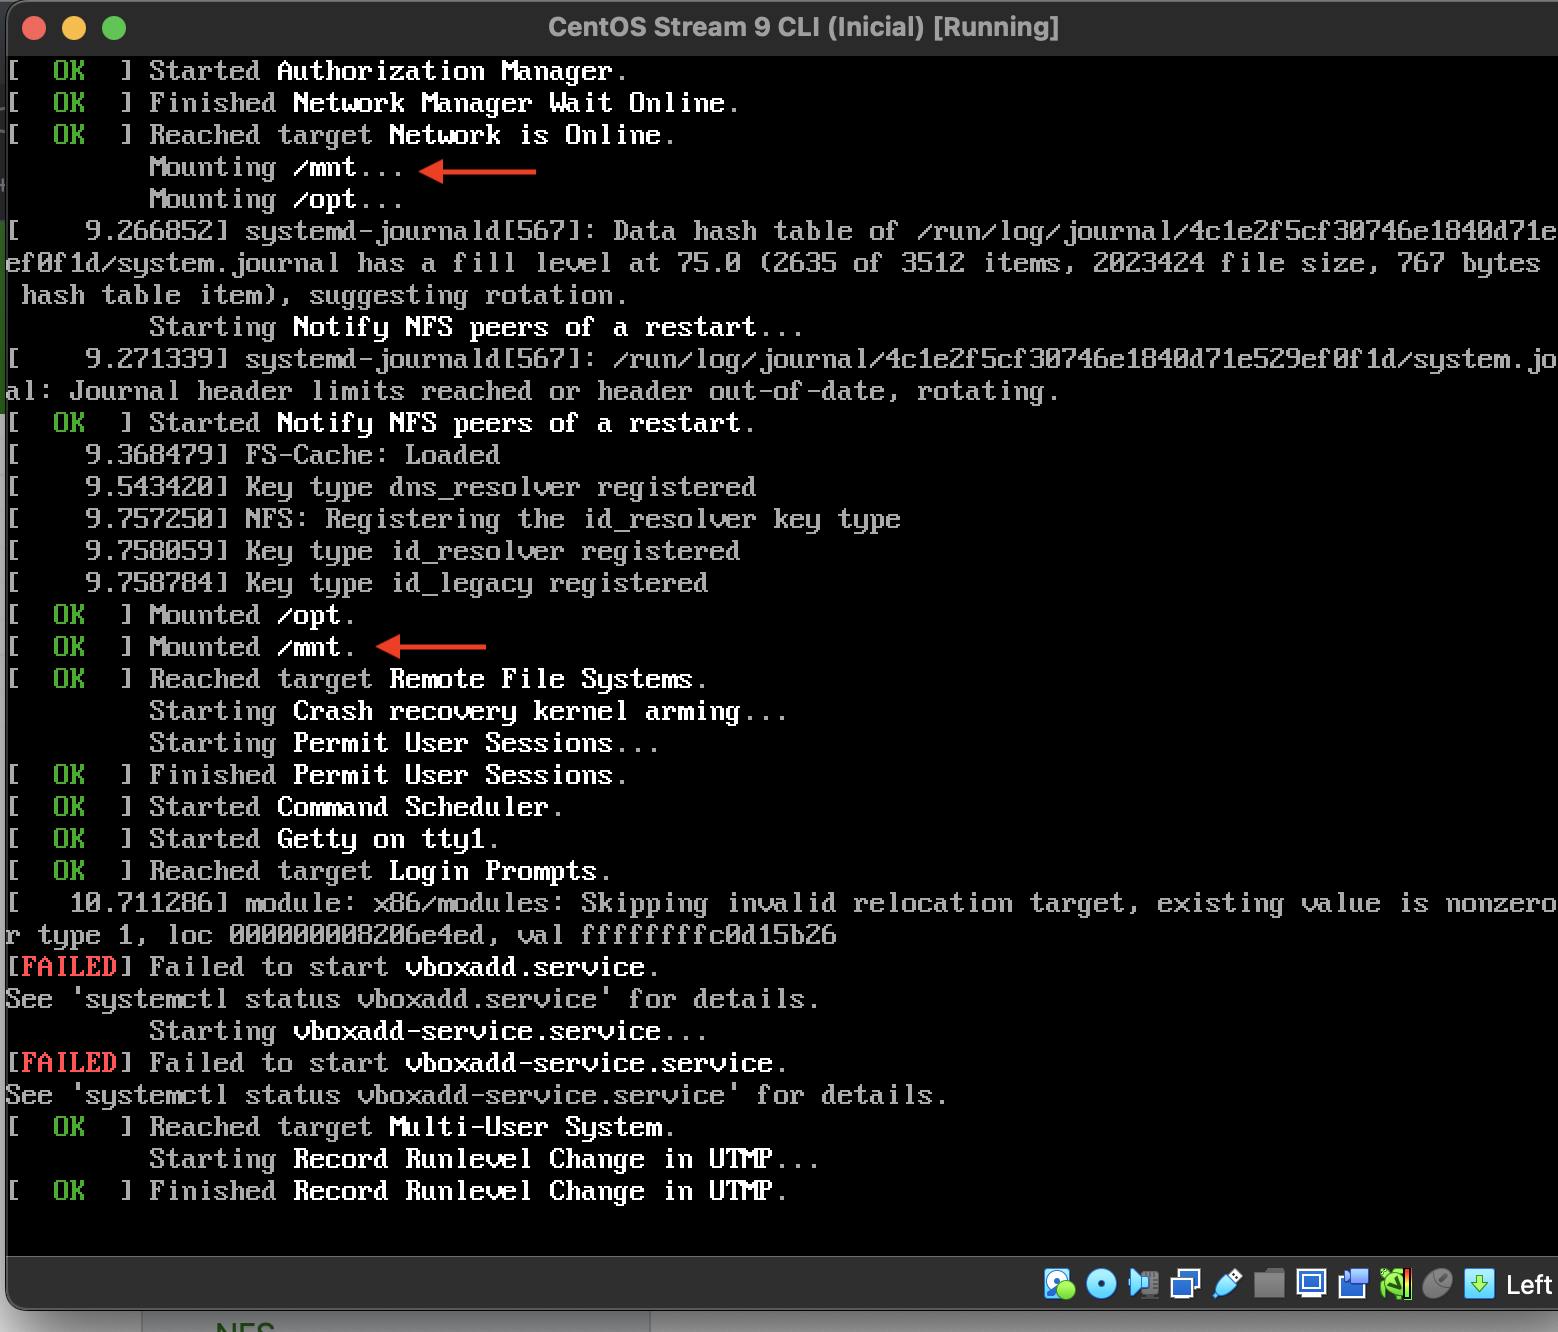 CentOS Stream 9 CLI (Inicial) [Running]
[  OK  ] Started Authorization Manager.
[  OK  ] Finished Network Manager Wait Online.
[  OK  ] Reached target Network is Online.
         Mounting /mnt...
         Mounting /opt...
[    9.266852] systemd-journald[567]: Data hash table of /run/log/journal/4c1e2f5cf30746e1840d71e
ef0f1d/system.journal has a fill level at 75.0 (2635 of 3512 items, 2023424 file size, 767 bytes
 hash table item), suggesting rotation.
         Starting Notify NFS peers of a restart...
[    9.271339] systemd-journald[567]: /run/log/journal/4c1e2f5cf30746e1840d71e529ef0f1d/system.jo
al: Journal header limits reached or header out-of-date, rotating.
[  OK  ] Started Notify NFS peers of a restart.
[    9.368479] FS-Cache: Loaded
[    9.543420] Key type dns_resolver registered
[    9.757250] NFS: Registering the id_resolver key type
[    9.758059] Key type id_resolver registered
[    9.758784] Key type id_legacy registered
[  OK  ] Mounted /opt.
[  OK  ] Mounted /mnt.
[  OK  ] Reached target Remote File Systems.
         Starting Crash recovery kernel arming...
         Starting Permit User Sessions...
[  OK  ] Finished Permit User Sessions.
[  OK  ] Started Command Scheduler.
[  OK  ] Started Getty on tty1.
[  OK  ] Reached target Login Prompts.
[   10.711286] module: x86/modules: Skipping invalid relocation target, existing value is nonzero
r type 1, loc 000000008206e4ed, val ffffffffc0d15b26
[FAILED] Failed to start vboxadd.service.
See 'systemctl status vboxadd.service' for details.
         Starting vboxadd-service.service...
[FAILED] Failed to start vboxadd-service.service.
See 'systemctl status vboxadd-service.service' for details.
[  OK  ] Reached target Multi-User System.
         Starting Record Runlevel Change in UTMP...
[  OK  ] Finished Record Runlevel Change in UTMP.
Left
NFS